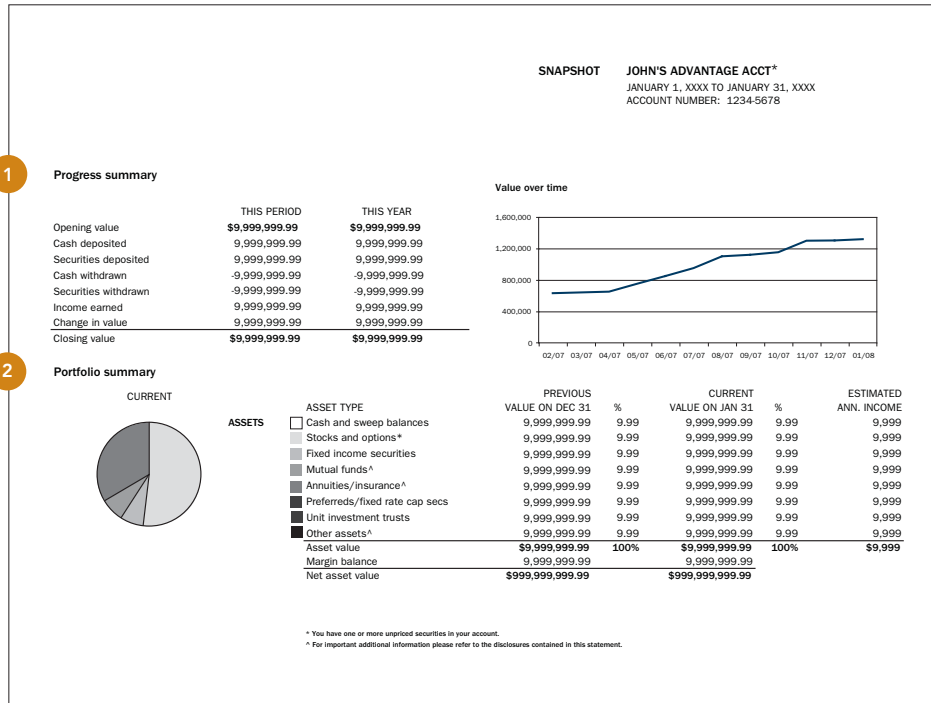 SNAPSHOT JOHN'S ADVANTAGE ACCT*
JANUARY 1, XXXX TO JANUARY 31, XXXX
ACCOUNT NUMBER: 1234-5678
1 Progress summary
THIS PERIOD THIS YEAR
Opening value $9,999,999.99 $9,999,999.99
Cash deposited 9,999,999.99 9,999,999.99
Securities deposited 9,999,999.99 9,999,999.99
Cash withdrawn -9,999,999.99 -9,999,999.99
Securities withdrawn -9,999,999.99 -9,999,999.99
Income earned 9,999,999.99 9,999,999.99
Change in value 9,999,999.99 9,999,999.99
Closing value $9,999,999.99 $9,999,999.99
Value over time
1,600,000
1,200,000
800,000
400,000
0
02/07 03/07 04/07 05/07 06/07 07/07 08/07 09/07 10/07 11/07 12/07 01/08
2 Portfolio summary
CURRENT
PREVIOUS CURRENT ESTIMATED
ASSET TYPE VALUE ON DEC 31 % VALUE ON JAN 31 % ANN. INCOME
ASSETS Cash and sweep balances 9,999,999.99 9.99 9,999,999.99 9.99 9,999
Stocks and options* 9,999,999.99 9.99 9,999,999.99 9.99 9,999
Fixed income securities 9,999,999.99 9.99 9,999,999.99 9.99 9,999
Mutual funds^ 9,999,999.99 9.99 9,999,999.99 9.99 9,999
Annuities/insurance^ 9,999,999.99 9.99 9,999,999.99 9.99 9,999
Preferreds/fixed rate cap secs 9,999,999.99 9.99 9,999,999.99 9.99 9,999
Unit investment trusts 9,999,999.99 9.99 9,999,999.99 9.99 9,999
Other assets^ 9,999,999.99 9.99 9,999,999.99 9.99 9,999
Asset value $9,999,999.99 100% $9,999,999.99 100% $9,999
Margin balance 9,999,999.99 9,999,999.99
Net asset value $999,999,999.99 $999,999,999.99
* You have one or more unpriced securities in your account.
^ For important additional information please refer to the disclosures contained in this statement.